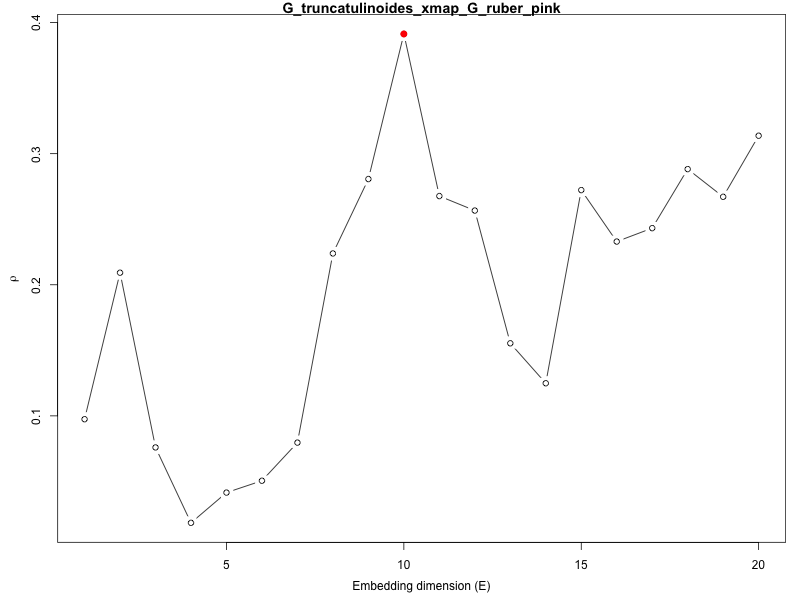 G_truncatulinoides_xmap_G_ruber_pink
0.4
0.3
ρ
0.2
0.1
5 10 15 20
Embedding dimension (E)